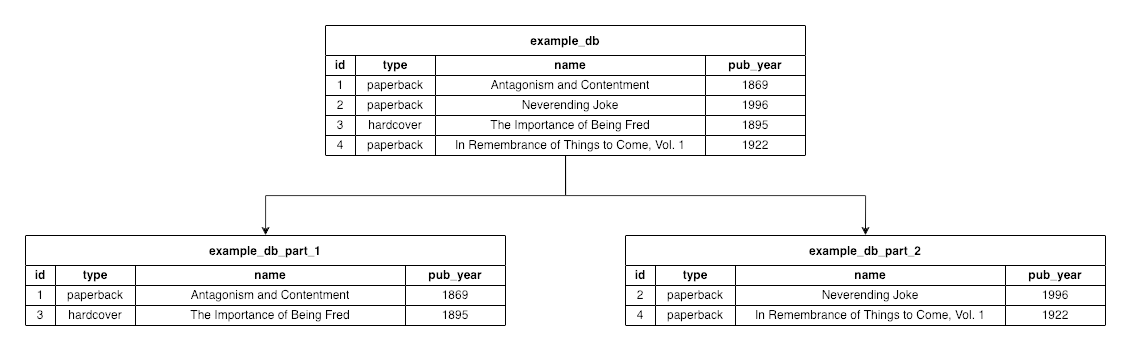 example_db
id type name pub_year
1 paperback Antagonism and Contentment 1869
2 paperback Neverending Joke 1996
3 hardcover The Importance of Being Fred 1895
4 paperback In Remembrance of Things to Come, Vol. 1 1922
example_db_part_1
id type name pub_year
1 paperback Antagonism and Contentment 1869
3 hardcover The Importance of Being Fred 1895
example_db_part_2
id type name pub_year
2 paperback Neverending Joke 1996
4 paperback In Remembrance of Things to Come, Vol. 1 1922